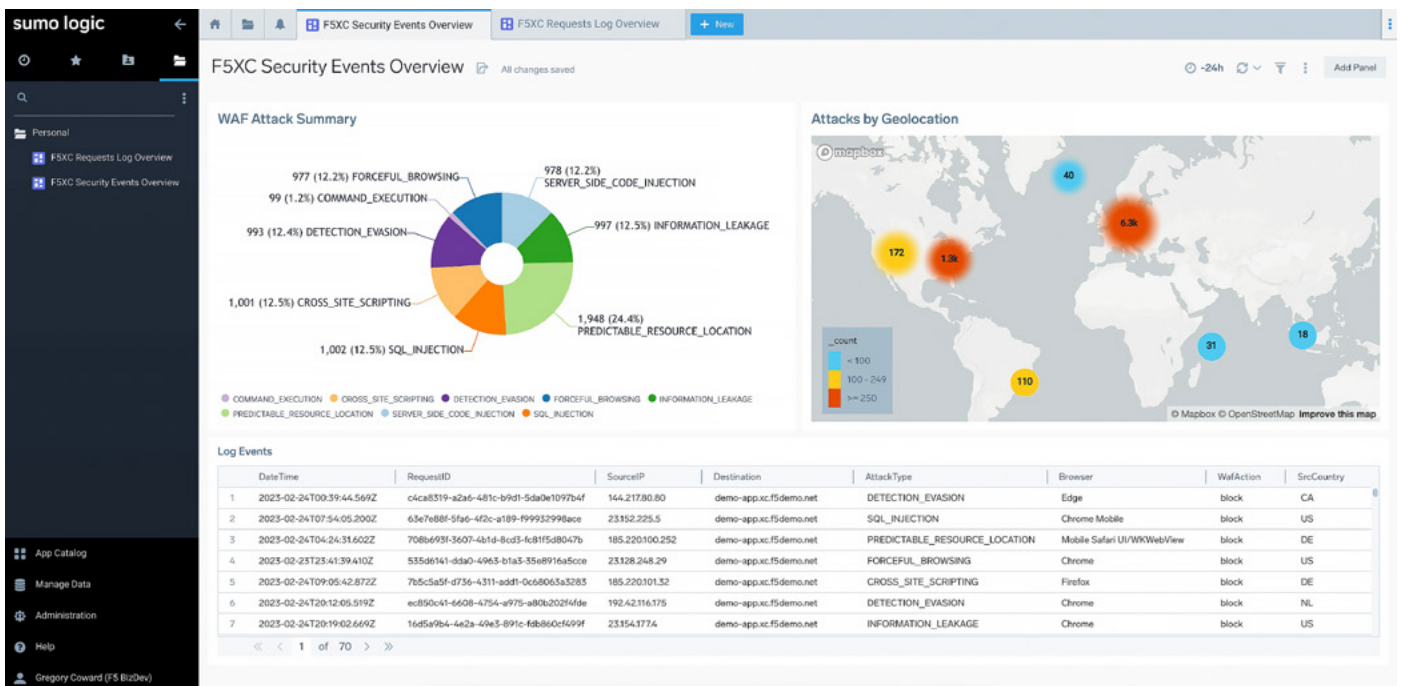 sumo logic
F5XC Security Events Overview
F5XC Requests Log Overview
+ New
F5XC Security Events Overview All changes saved
-24h
Add Panel
Personal
F5XC Requests Log Overview
F5XC Security Events Overview
App Catalog
Manage Data
Administration
Help
Gregory Coward (F5 BizDev)
WAF Attack Summary
977 (12.2%) FORCEFUL_BROWSING
978 (12.2%)
SERVER_SIDE_CODE_INJECTION
99 (1.2%) COMMAND_EXECUTION
997 (12.5%) INFORMATION_LEAKAGE
993 (12.4%) DETECTION_EVASION
1,001 (12.5%) CROSS_SITE_SCRIPTING
1,948 (24.4%)
PREDICTABLE_RESOURCE_LOCATION
1,002 (12.5%) SQL_INJECTION
COMMAND_EXECUTION CROSS_SITE_SCRIPTING DETECTION_EVASION FORCEFUL_BROWSING INFORMATION_LEAKAGE
PREDICTABLE_RESOURCE_LOCATION SERVER_SIDE_CODE_INJECTION SQL_INJECTION
Attacks by Geolocation
mapbox
40
6.3k
172
1.3k
18
31
110
_count
< 100
100 - 249
>= 250
© Mapbox © OpenStreetMap Improve this map
Log Events
DateTime RequestID SourceIP Destination AttackType Browser WafAction SrcCountry
1 2023-02-24T00:39:44.569Z c4ca8319-a2a6-481c-b9d1-5da0e1097b4f 144.217.80.80 demo-app.xc.f5demo.net DETECTION_EVASION Edge block CA
2 2023-02-24T07:54:05.200Z 63e7e88f-5fa6-4f2c-a189-f99932998ace 23.152.225.5 demo-app.xc.f5demo.net SQL_INJECTION Chrome Mobile block US
3 2023-02-24T04:24:31.602Z 708b693f-3607-4b1d-8cd3-fc81f5d8047b 185.220.100.252 demo-app.xc.f5demo.net PREDICTABLE_RESOURCE_LOCATION Mobile Safari UI/WKWebView block DE
4 2023-02-23T23:41:39.410Z 535d6141-dda0-4963-b1a3-35e8916a5cce 23.128.248.29 demo-app.xc.f5demo.net FORCEFUL_BROWSING Chrome block US
5 2023-02-24T09:05:42.872Z 7b5c5a5f-d736-4311-add1-0c68063a3283 185.220.101.32 demo-app.xc.f5demo.net CROSS_SITE_SCRIPTING Firefox block DE
6 2023-02-24T20:12:05.519Z ec850c41-6608-4754-a975-a80b202f4fde 192.42.116.175 demo-app.xc.f5demo.net DETECTION_EVASION Chrome block NL
7 2023-02-24T20:19:02.669Z 16d5a9b4-4e2a-49e3-891c-fdb860cf499f 23.154.177.4 demo-app.xc.f5demo.net INFORMATION_LEAKAGE Chrome block US
1 of 70